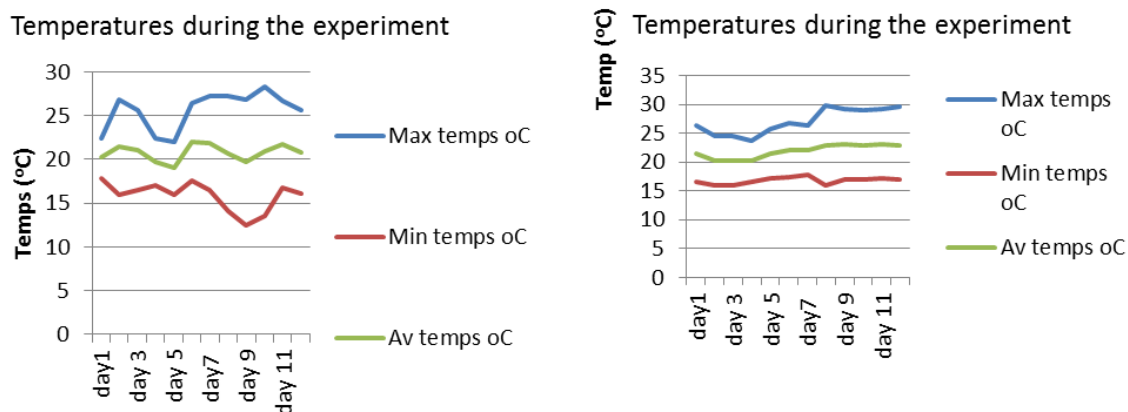 Temperatures during the experiment
Temps (ºC)
30
25
20
15
10
5
0
day1
day 3
day 5
day7
day 9
day 11
Max temps oC
Min temps oC
Av temps oC
Temperatures during the experiment
Temp (ºC)
35
30
25
20
15
10
5
0
day1
day 3
day 5
day7
day 9
day 11
Max temps
oC
Min temps
oC
Av temps oC